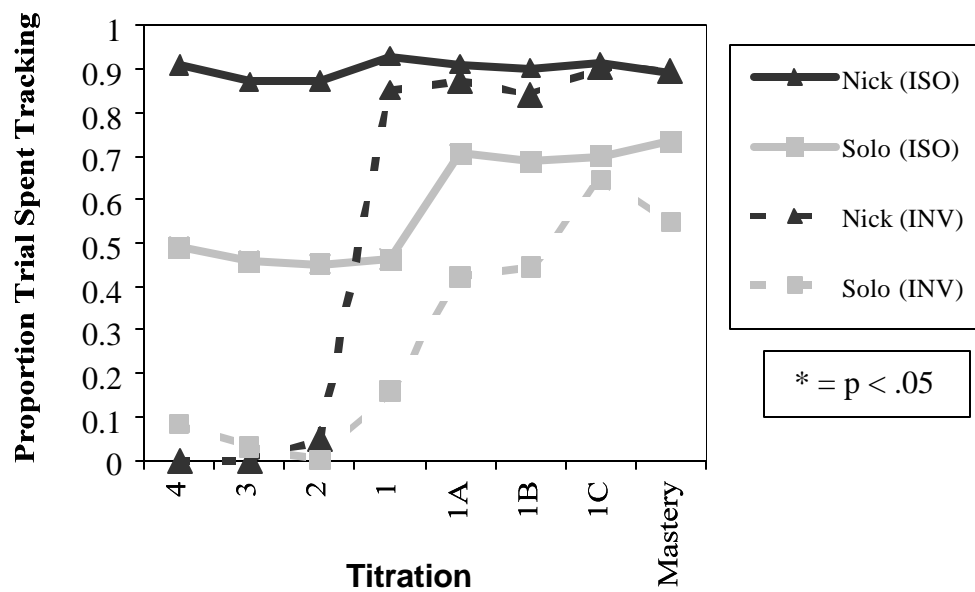 Proportion Trial Spent Tracking
1
0.9
0.8
0.7
0.6
0.5
0.4
0.3
0.2
0.1
0
4
3
2
1
1A
1B
1C
Mastery
Titration
Nick (ISO)
Solo (ISO)
Nick (INV)
Solo (INV)
* = p < .05